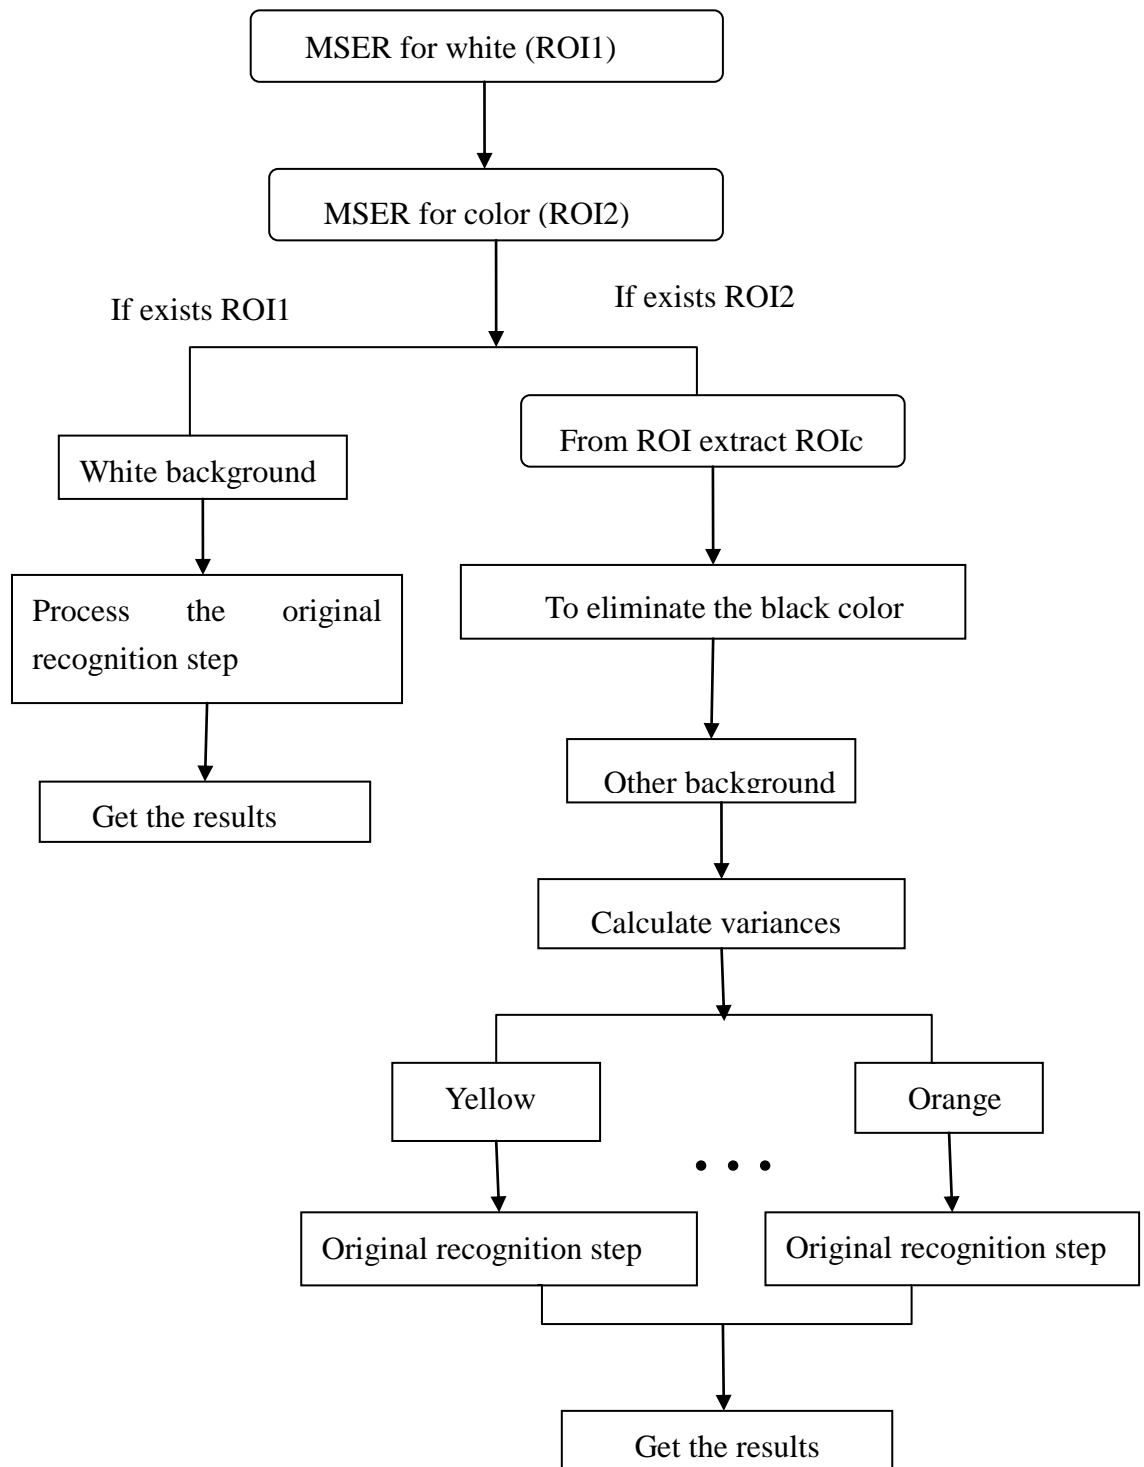 MSER for white (ROI1)
MSER for color (ROI2)
If exists ROI1
If exists ROI2
White background
From ROI extract ROIc
Process the original
recognition step
To eliminate the black color
Get the results
Other background
Calculate variances
Yellow
Orange
• • •
Original recognition step
Original recognition step
Get the results